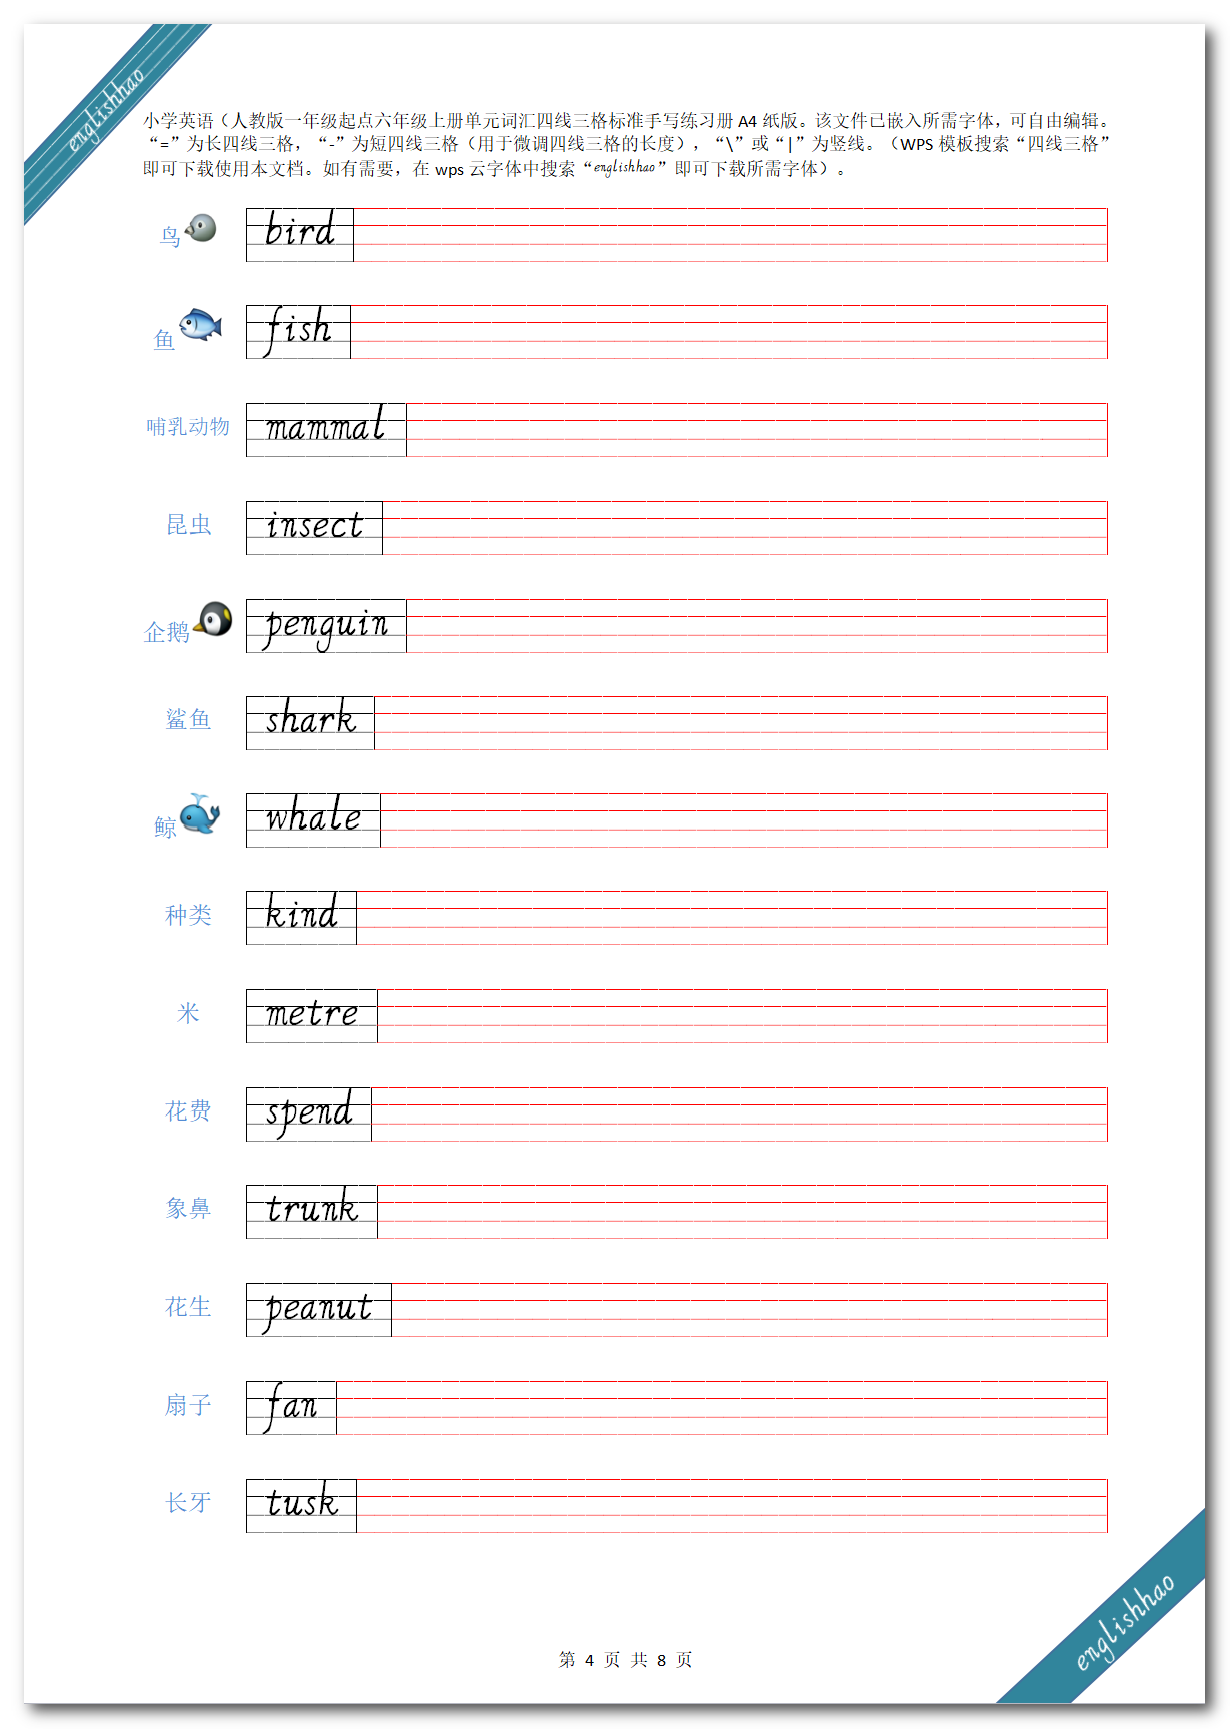 englishhao
小学英语（人教版一年级起点六年级上册单元词汇四线三格标准手写练习册 A4 纸版。该文件已嵌入所需字体，可自由编辑。
“=”为长四线三格，“-”为短四线三格（用于微调四线三格的长度），“\”或“|”为竖线。（WPS 模板搜索“四线三格”
即可下载使用本文档。如有需要，在 wps 云字体中搜索“englishhao”即可下载所需字体）。
鸟 bird
鱼 fish
哺乳动物 mammal
昆虫 insect
企鹅 penguin
鲨鱼 shark
鲸 whale
种类 kind
米 metre
花费 spend
象鼻 trunk
花生 peanut
扇子 fan
长牙 tusk
englishhao
第 4 页 共 8 页